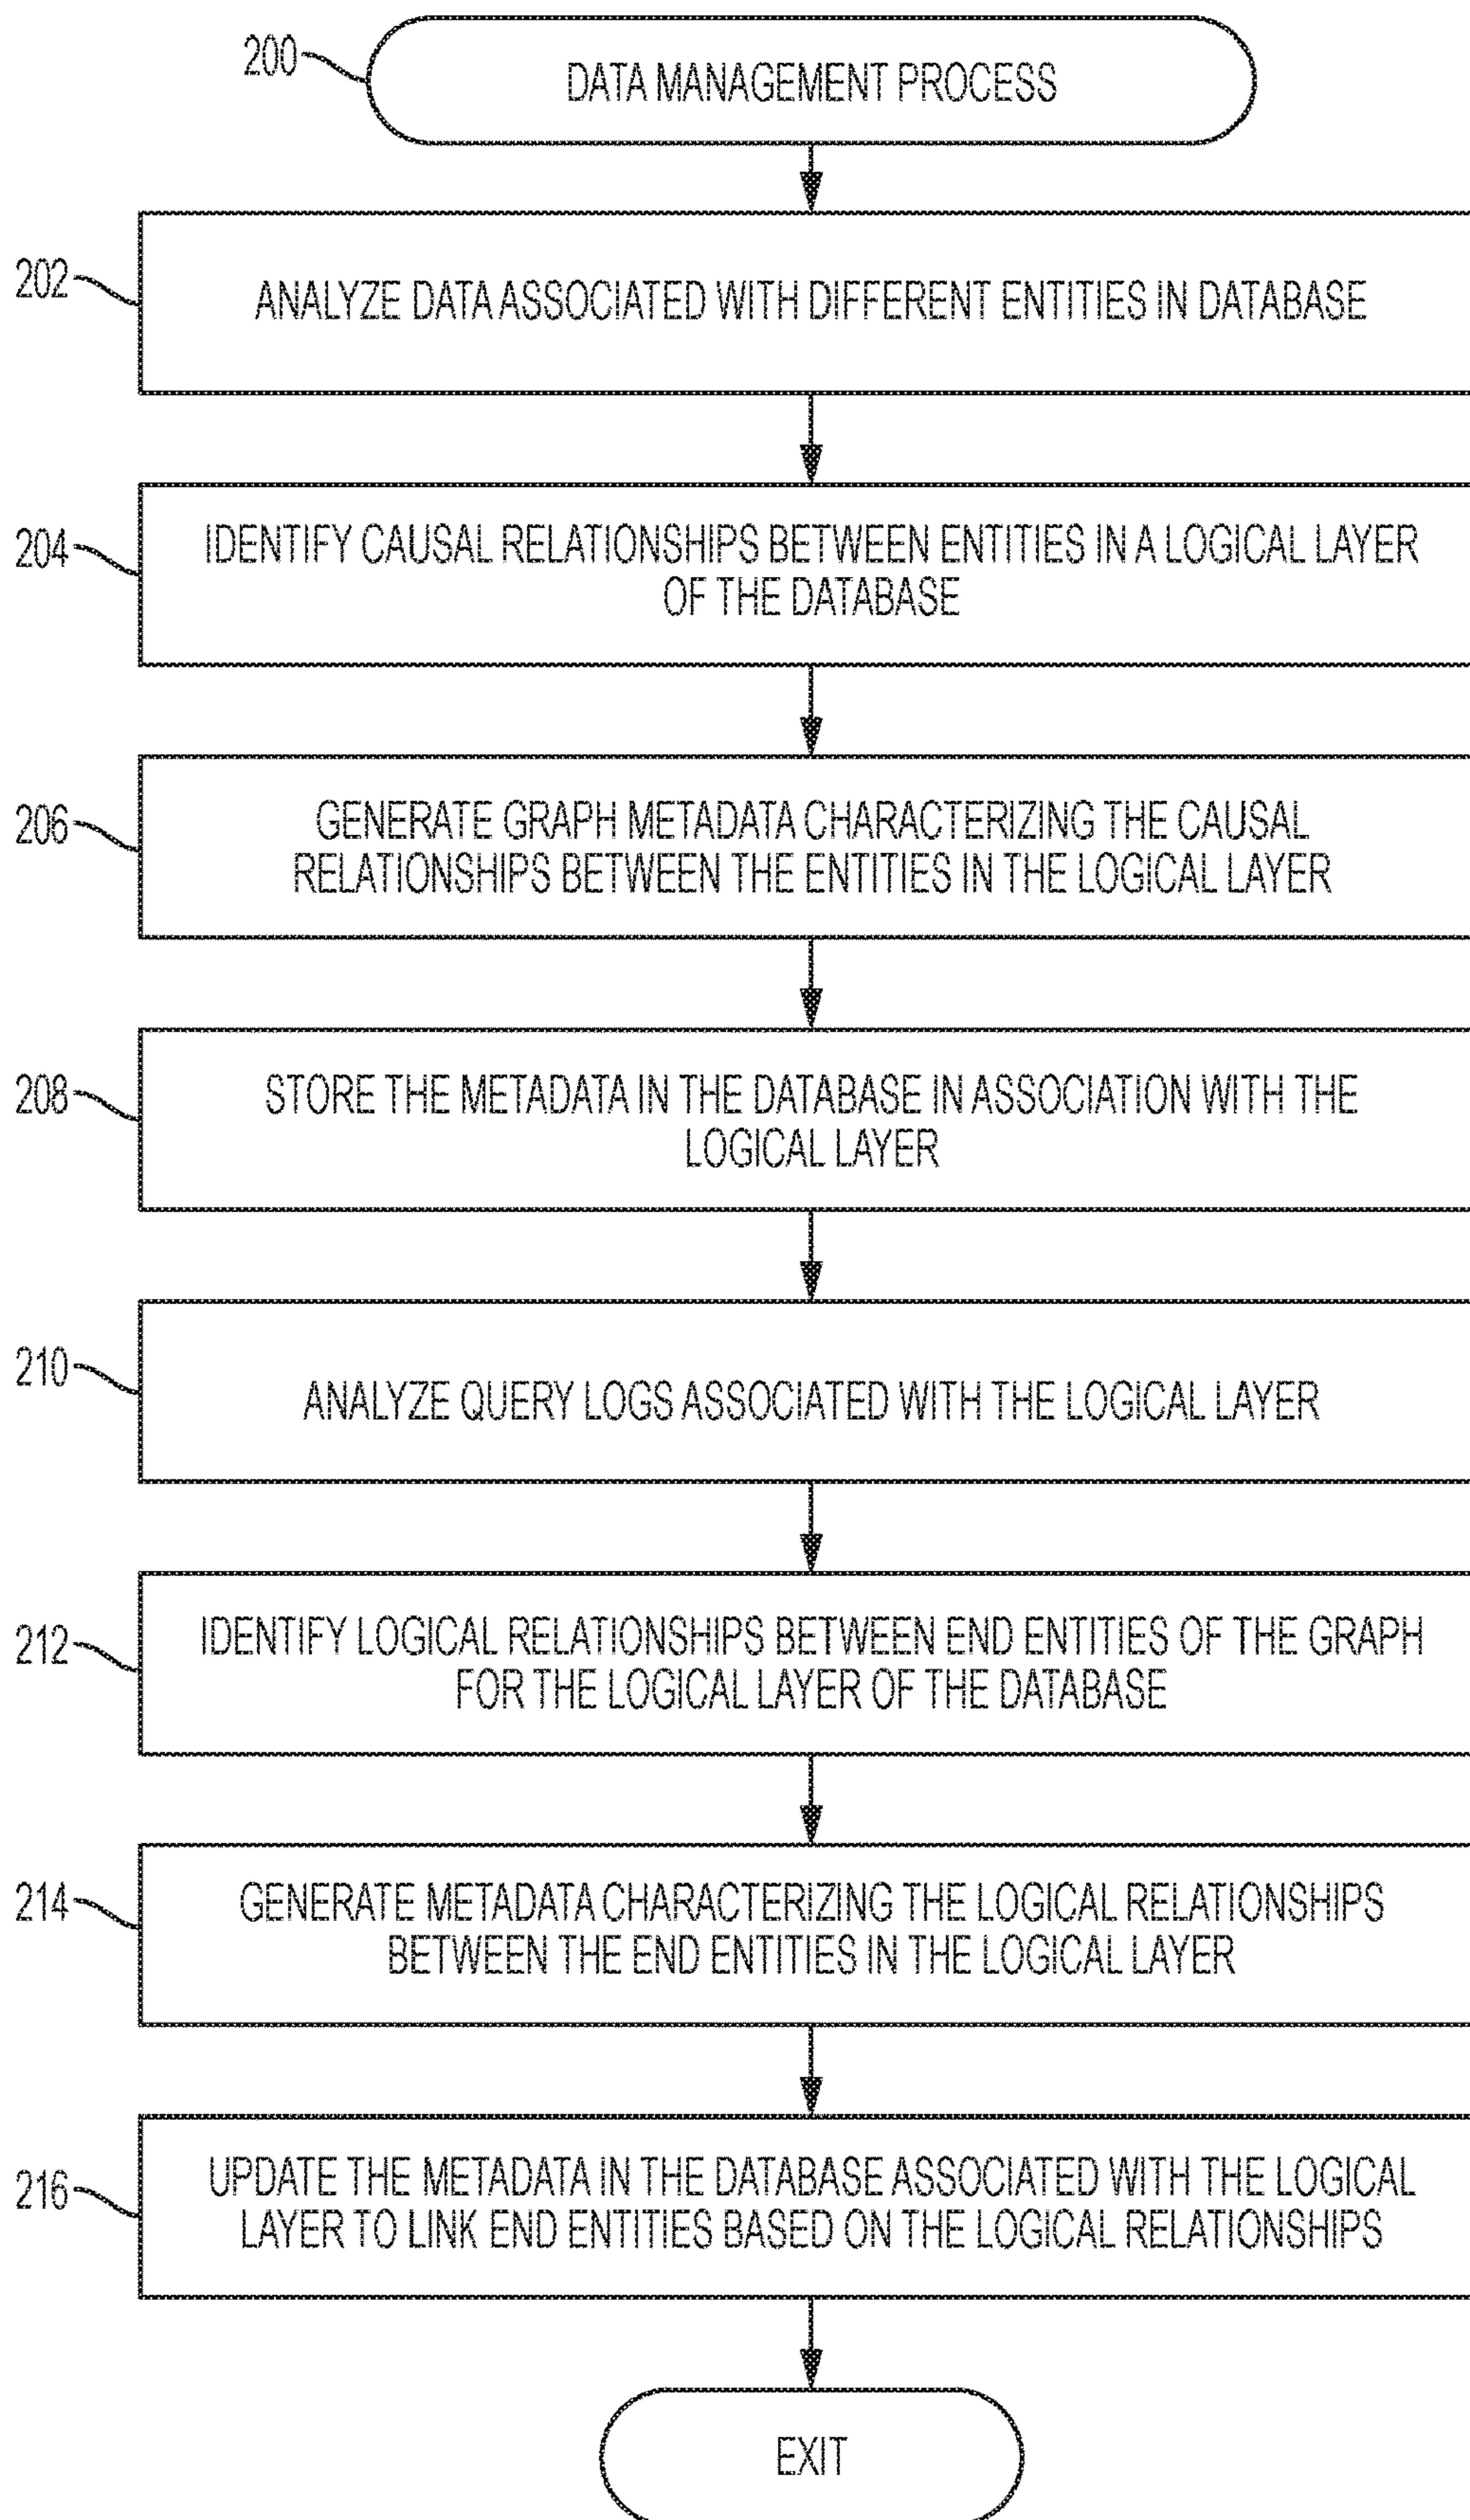 200
DATA MANAGEMENT PROCESS
202
ANALYZE DATA ASSOCIATED WITH DIFFERENT ENTITIES IN DATABASE
204
IDENTIFY CAUSAL RELATIONSHIPS BETWEEN ENTITIES IN A LOGICAL LAYER
OF THE DATABASE
206
GENERATE GRAPH METADATA CHARACTERIZING THE CAUSAL
RELATIONSHIPS BETWEEN THE ENTITIES IN THE LOGICAL LAYER
208
STORE THE METADATA IN THE DATABASE IN ASSOCIATION WITH THE
LOGICAL LAYER
210
ANALYZE QUERY LOGS ASSOCIATED WITH THE LOGICAL LAYER
212
IDENTIFY LOGICAL RELATIONSHIPS BETWEEN END ENTITIES OF THE GRAPH
FOR THE LOGICAL LAYER OF THE DATABASE
214
GENERATE METADATA CHARACTERIZING THE LOGICAL RELATIONSHIPS
BETWEEN THE END ENTITIES IN THE LOGICAL LAYER
216
UPDATE THE METADATA IN THE DATABASE ASSOCIATED WITH THE LOGICAL
LAYER TO LINK END ENTITIES BASED ON THE LOGICAL RELATIONSHIPS
EXIT